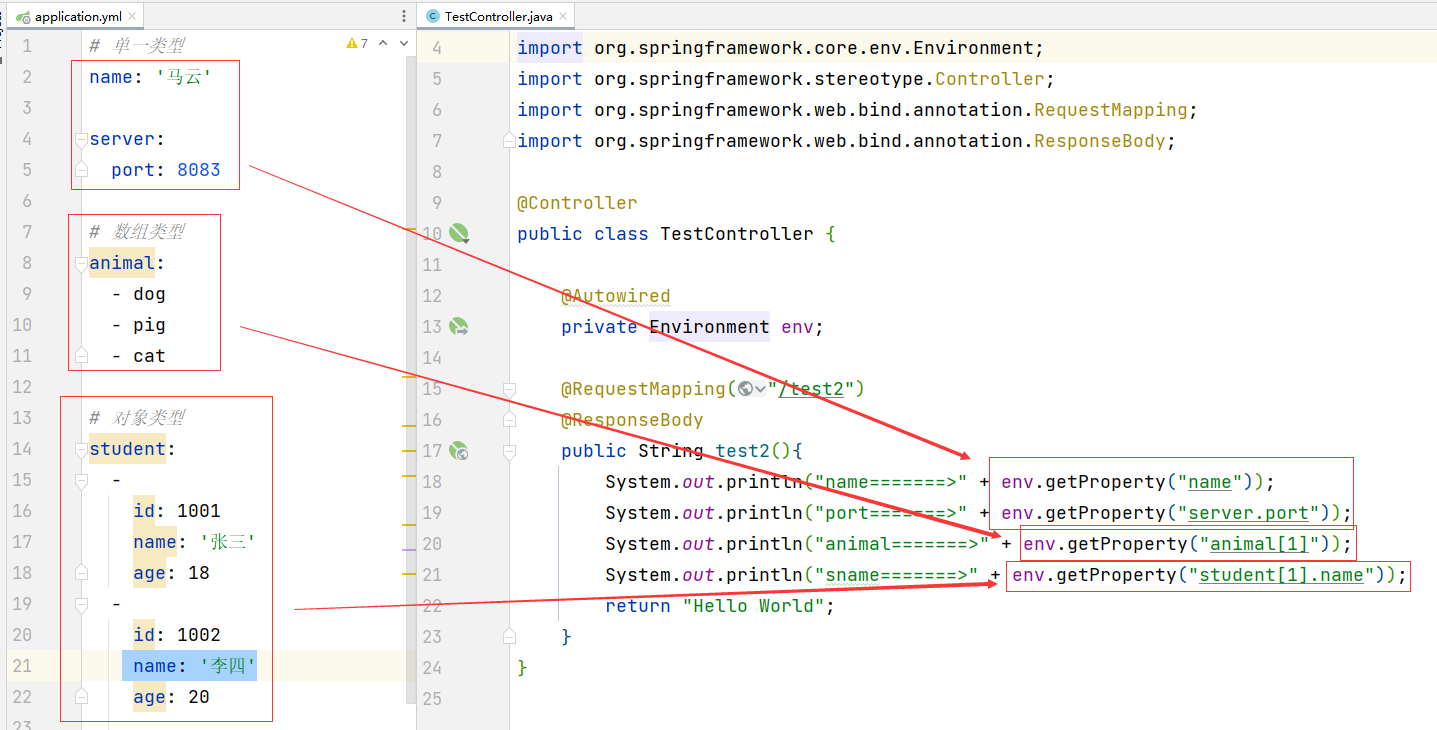 application.yml
7
1 # 单一类型
2 name: '马云'
3
4 server:
5 port: 8083
6
7 # 数组类型
8 animal:
9 - dog
10 - pig
11 - cat
12
13 # 对象类型
14 student:
15 -
16 id: 1001
17 name: '张三'
18 age: 18
19 -
20 id: 1002
21 name: '李四'
22 age: 20
23
TestController.java
4 import org.springframework.core.env.Environment;
5 import org.springframework.stereotype.Controller;
6 import org.springframework.web.bind.annotation.RequestMapping;
7 import org.springframework.web.bind.annotation.ResponseBody;
8
9 @Controller
10 public class TestController {
11
12 @Autowired
13 private Environment env;
14
15 @RequestMapping("/test2")
16 @ResponseBody
17 public String test2(){
18 System.out.println("name=======>" + env.getProperty("name"));
19 System.out.println("port=======>" + env.getProperty("server.port"));
20 System.out.println("animal=======>" + env.getProperty("animal[1]"));
21 System.out.println("sname=======>" + env.getProperty("student[1].name"));
22 return "Hello World";
23 }
24 }
25